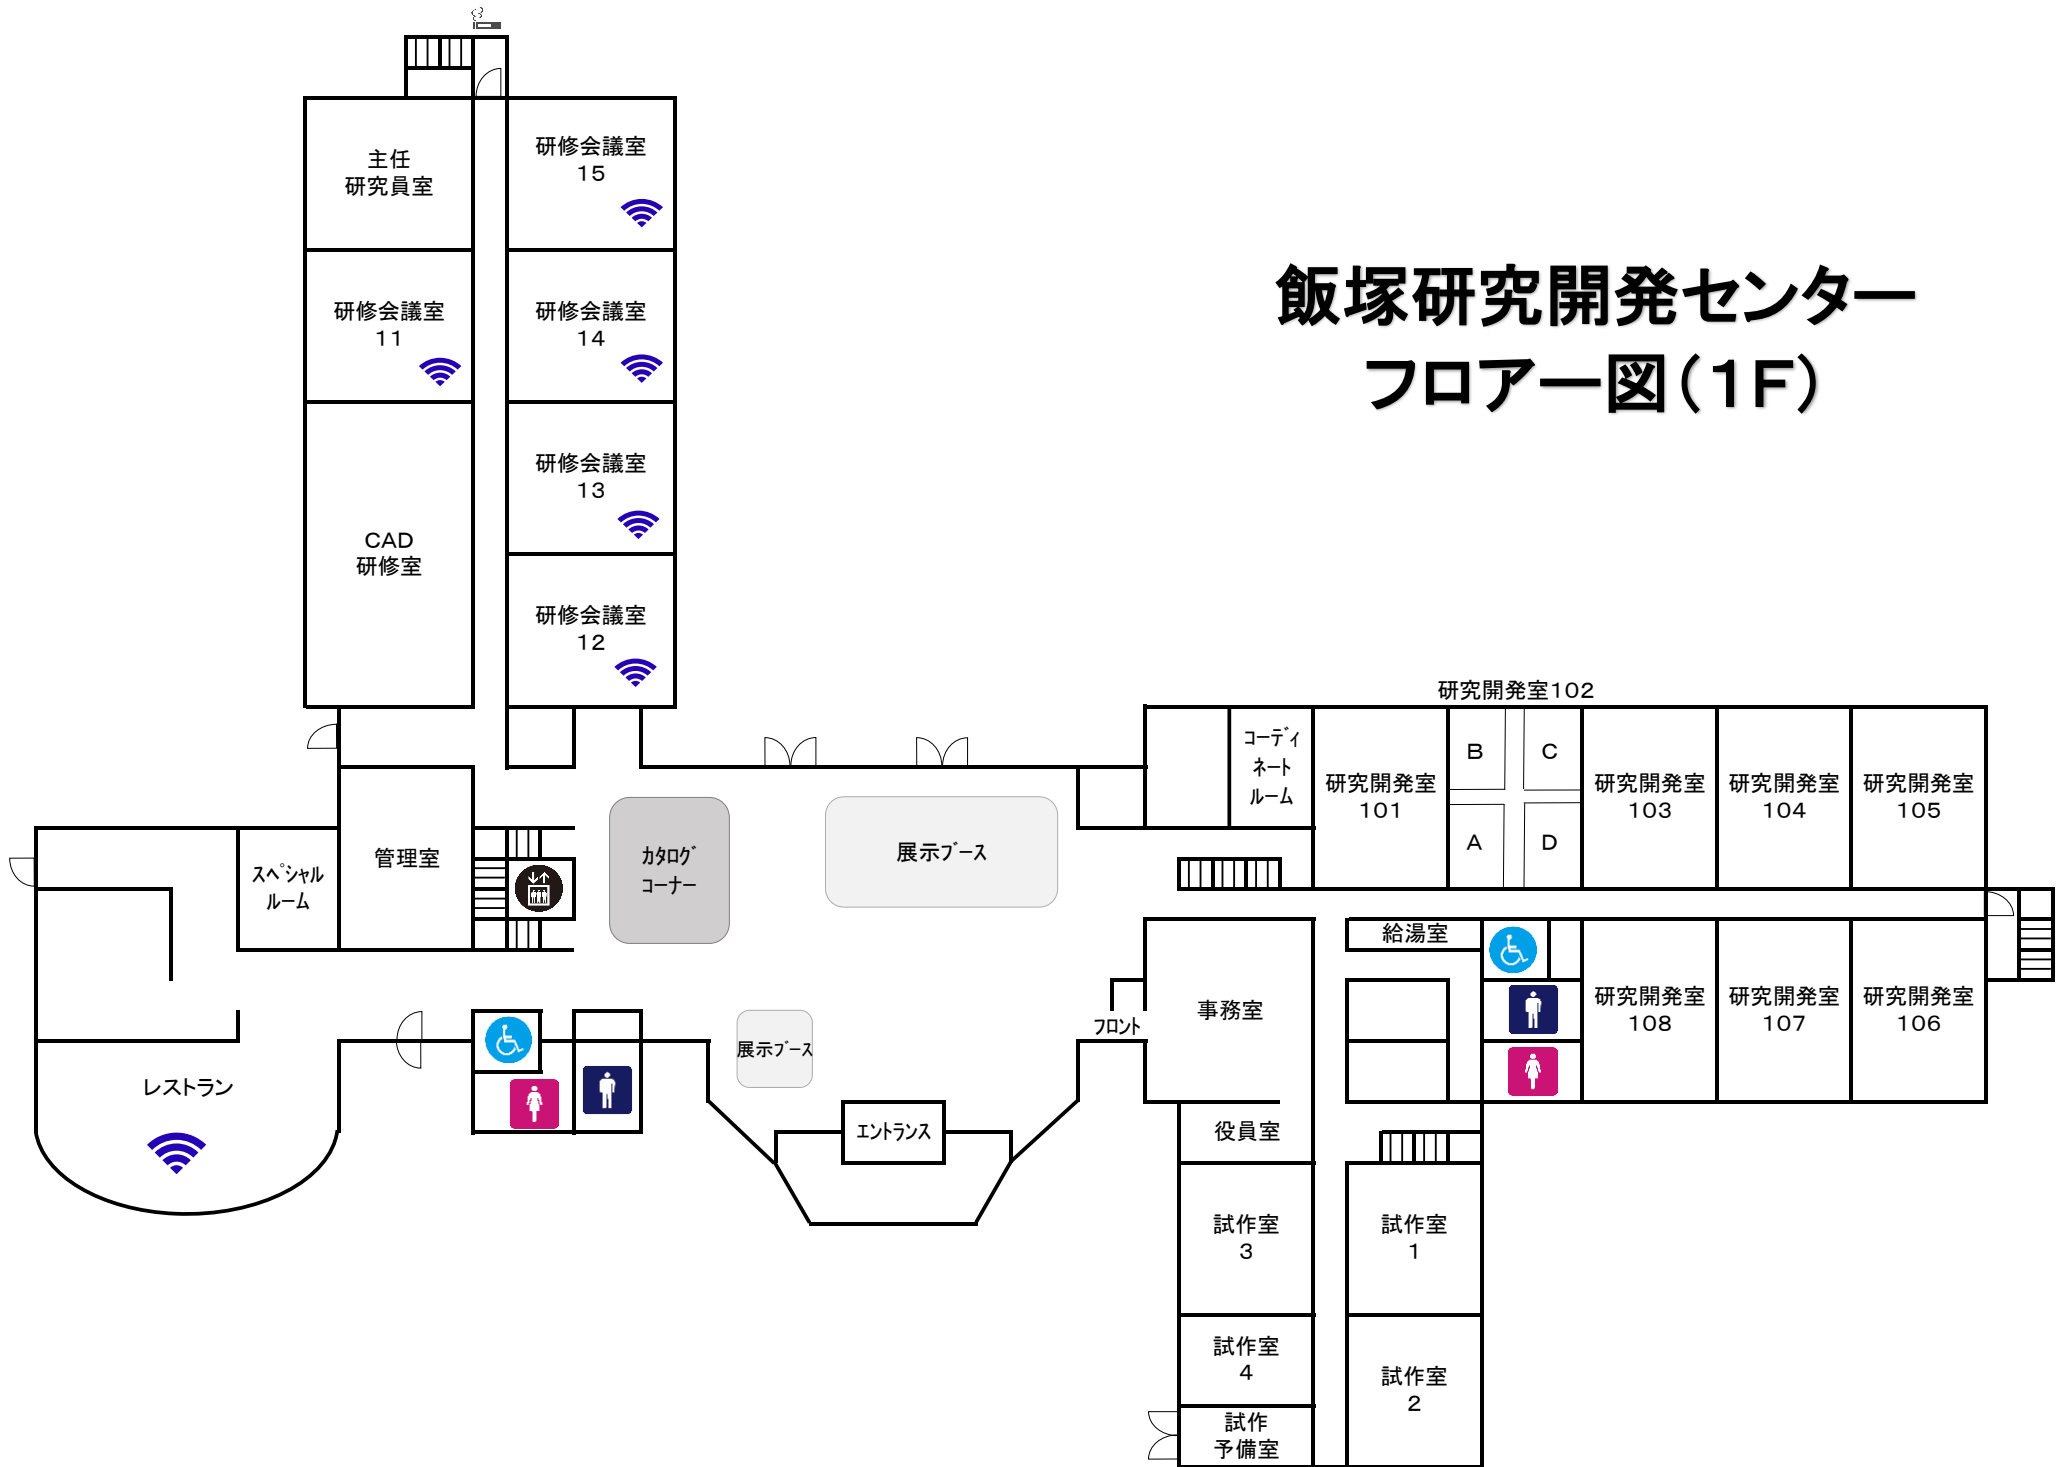 飯塚研究開発センター
フロアー図(1F)
主任
研究員室
研修会議室
15
研修会議室
11
研修会議室
14
研修会議室
13
CAD
研修室
研修会議室
12
研究開発室102
コーディ
ネート
ルーム
研究開発室
101
B
C
A
D
研究開発室
103
研究開発室
104
研究開発室
105
スペシャル
ルーム
管理室
カタログ
コーナー
展示ブース
給湯室
事務室
フロント
研究開発室
108
研究開発室
107
研究開発室
106
展示ブース
レストラン
エントランス
役員室
試作室
3
試作室
1
試作室
4
試作室
2
試作
予備室